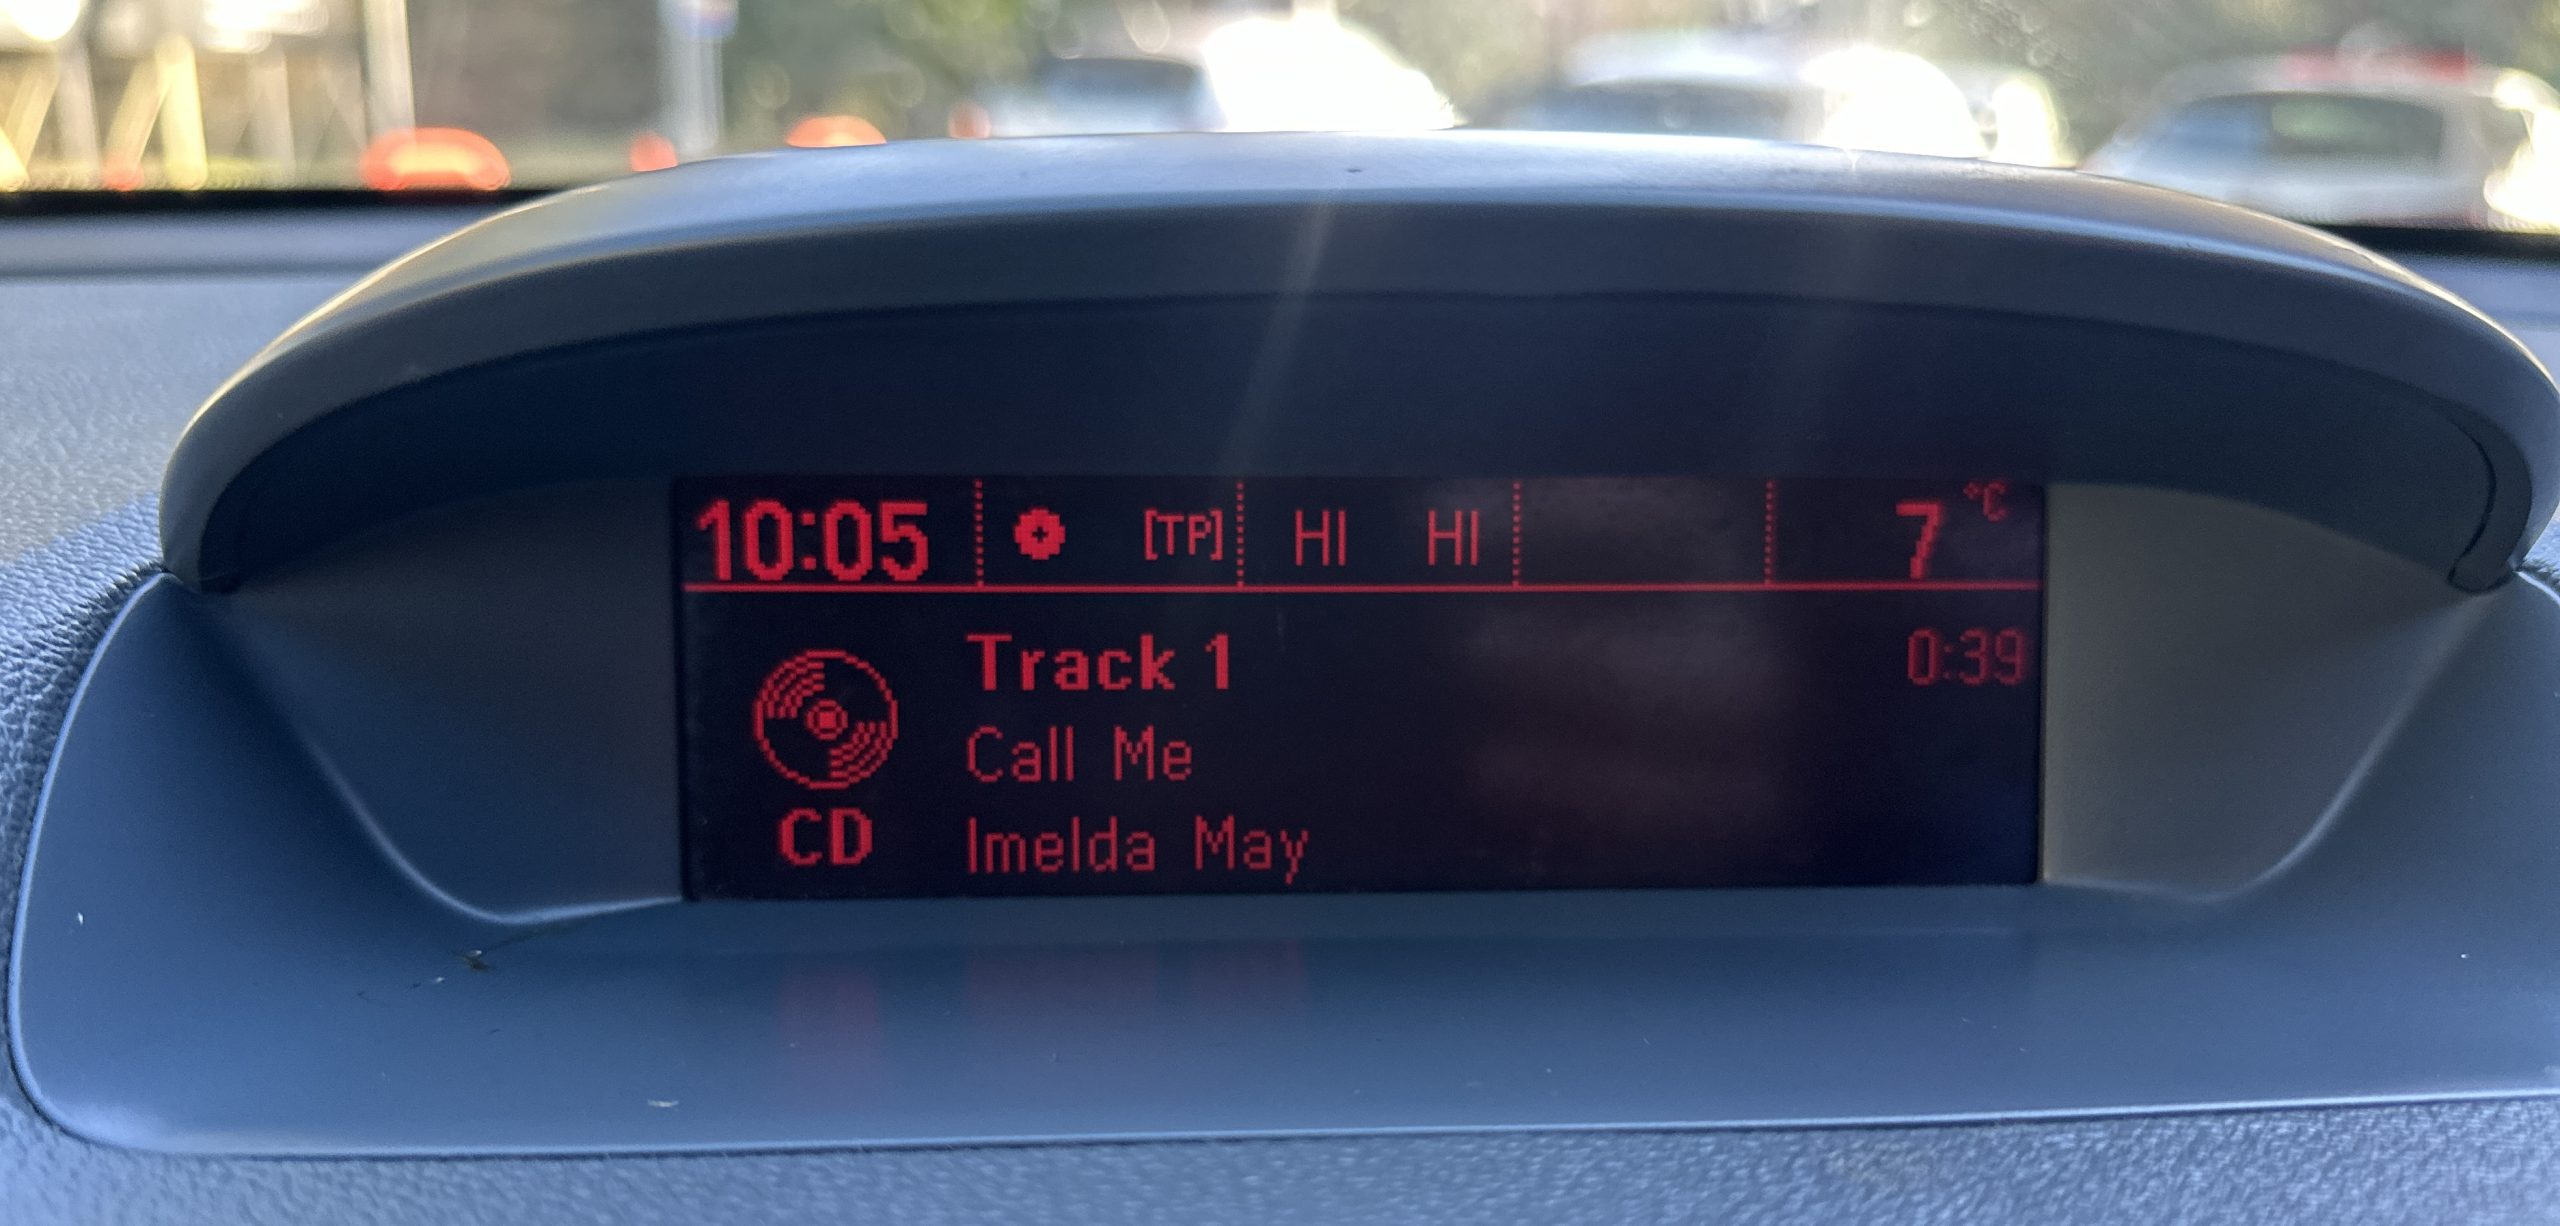 10:05 [TP] HI HI 7 °C
Track 1 0:39
Call Me
CD Imelda May